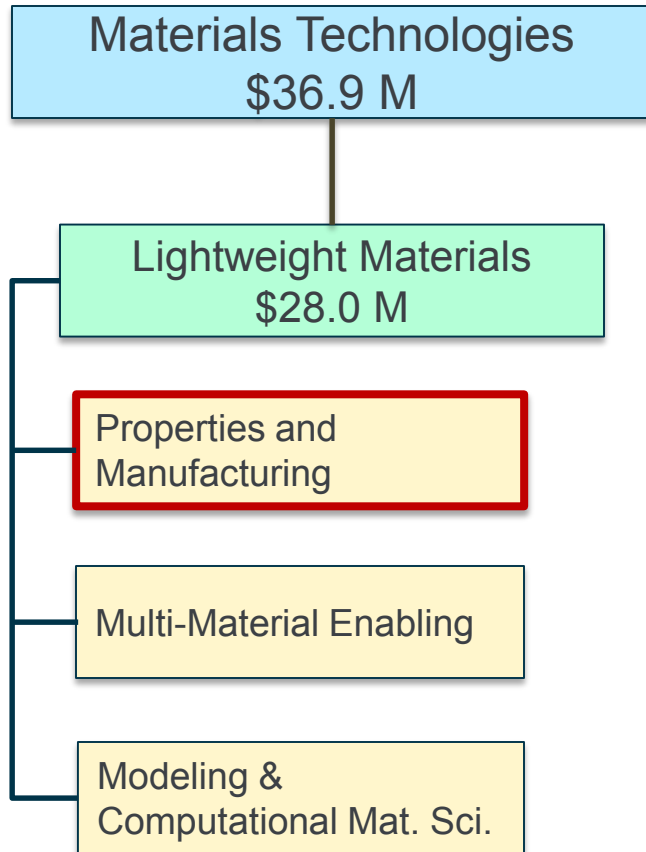 Materials Technologies
$36.9 M
Lightweight Materials
$28.0 M
Properties and
Manufacturing
Multi-Material Enabling
Modeling &
Computational Mat. Sci.